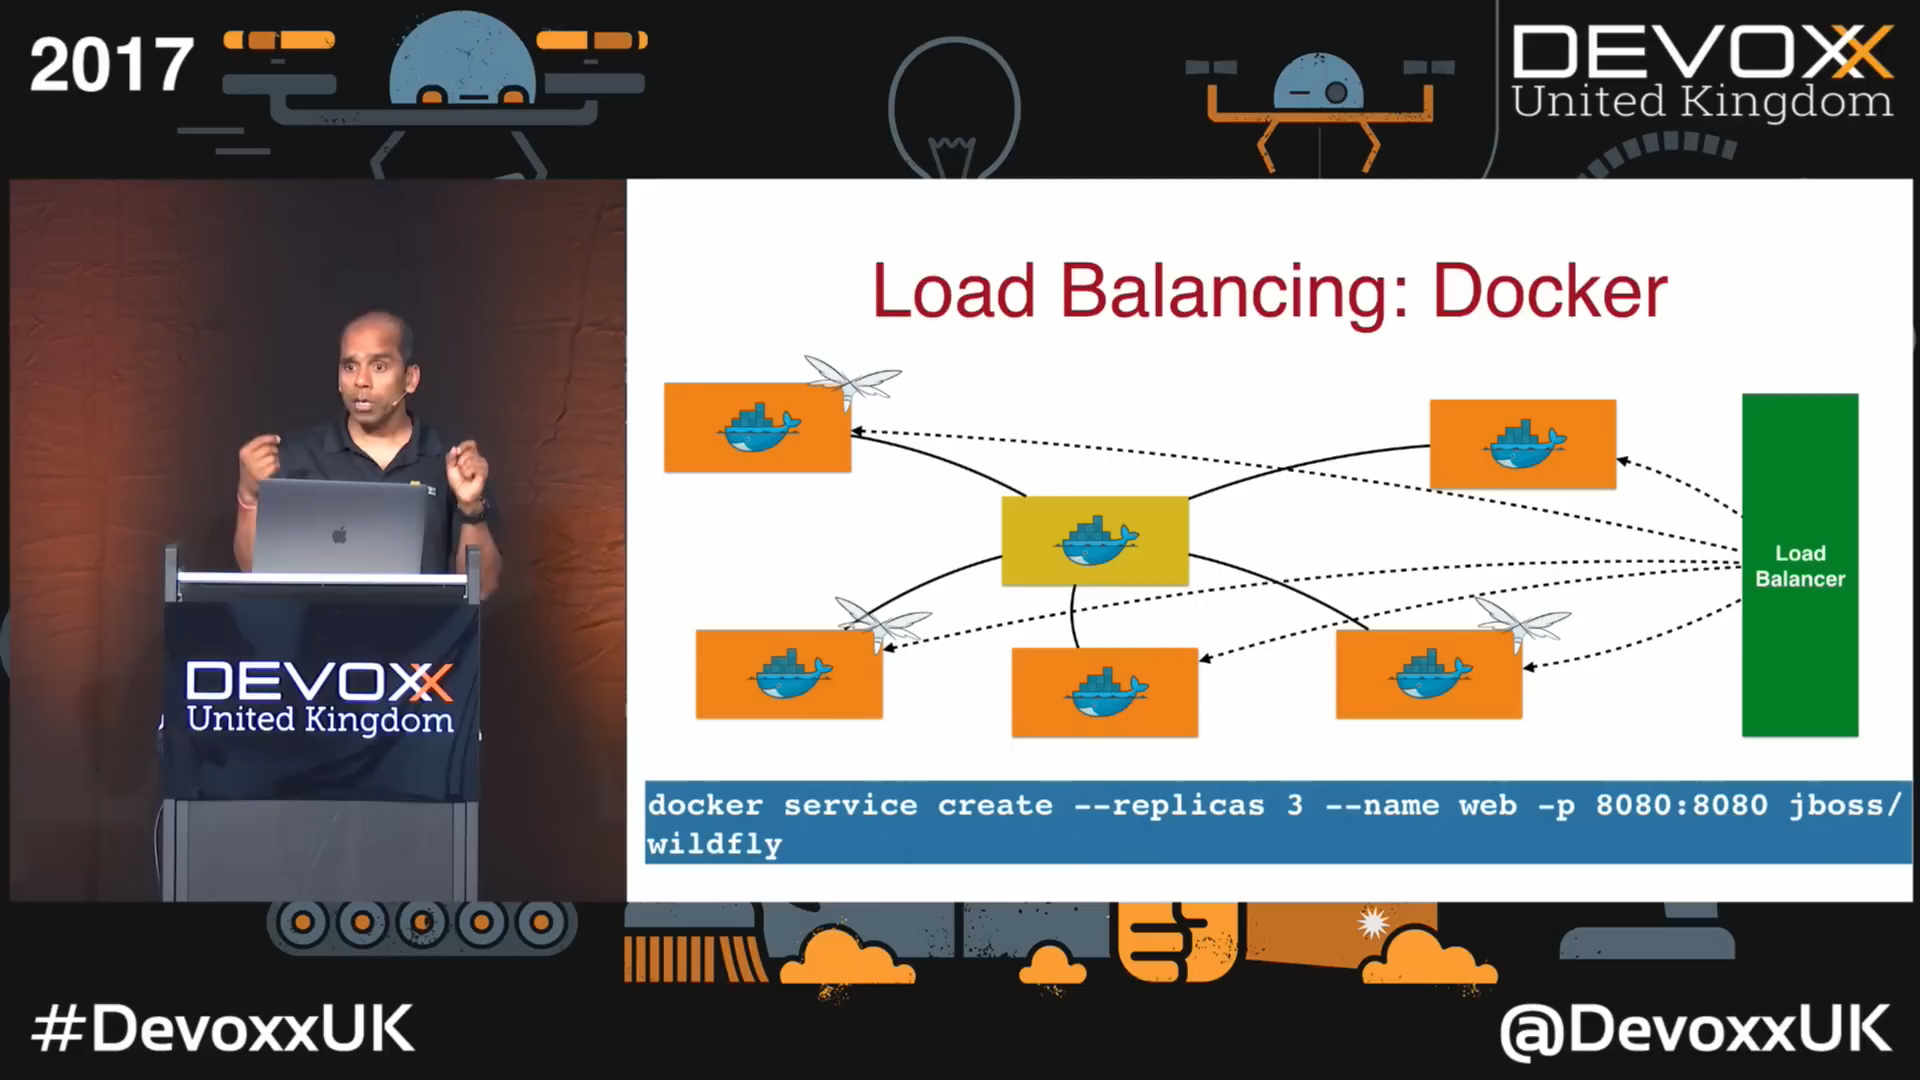 2017
DEVOXX
United Kingdom
Load Balancing: Docker
Load
Balancer
docker service create --replicas 3 --name web -p 8080:8080 jboss/
wildfly
DEVOXX
United Kingdom
#DevoxxUK
@DevoxxUK